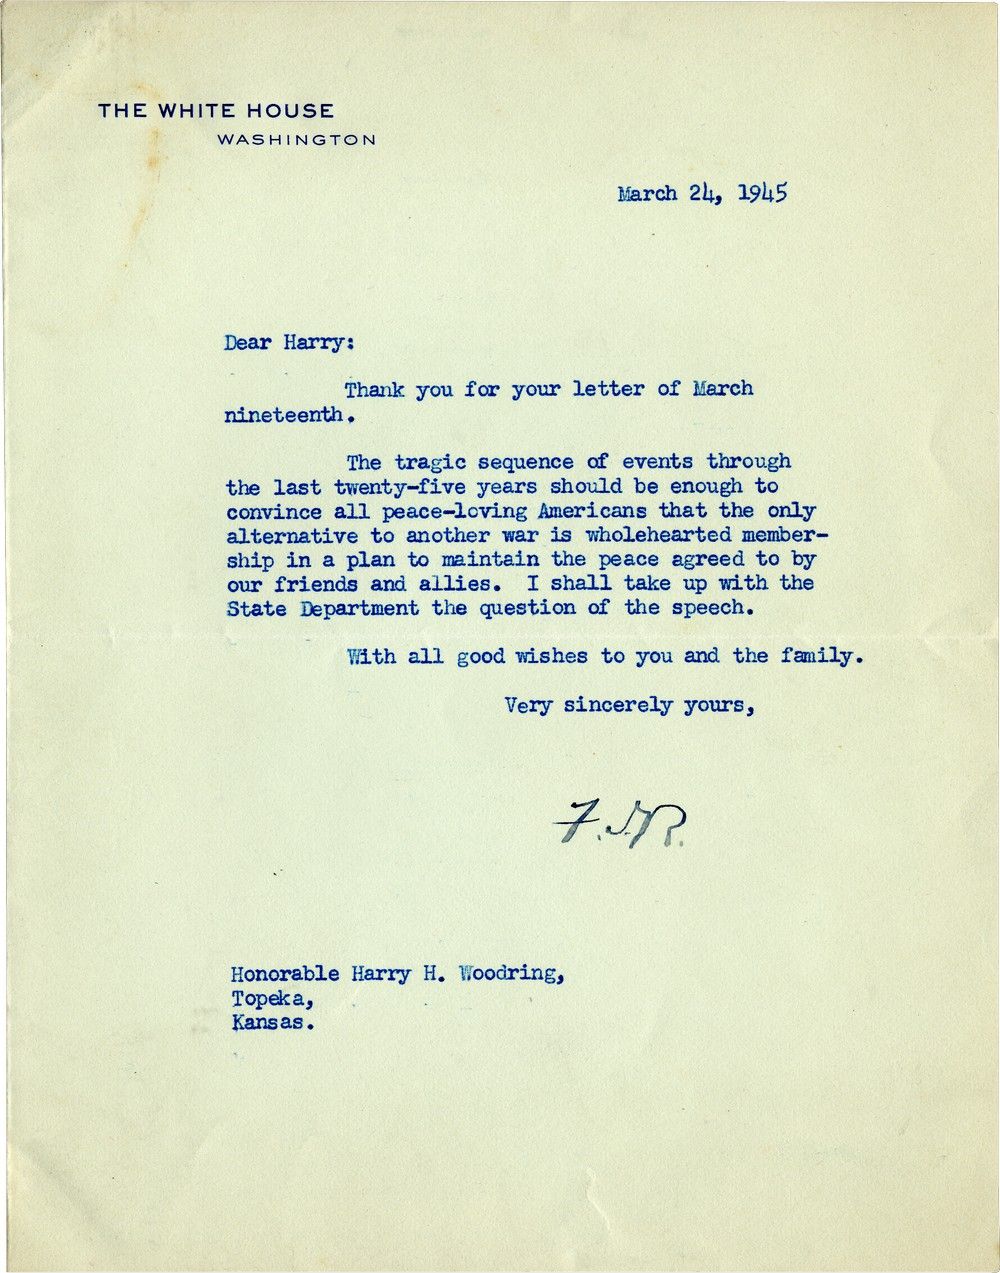 THE WHITE HOUSE
WASHINGTON
March 24, 1945
Dear Harry:
Thank you for your letter of March
nineteenth.
The tragic sequence of events through
the last twenty-five years should be enough to
convince all peace-loving Americans that the only
alternative to another war is wholehearted member-
ship in a plan to maintain the peace agreed to by
our friends and allies. I shall take up with the
State Department the question of the speech.
With all good wishes to you and the family.
Very sincerely yours,
F.D.R.
Honorable Harry H. Woodring,
Topeka,
Kansas.